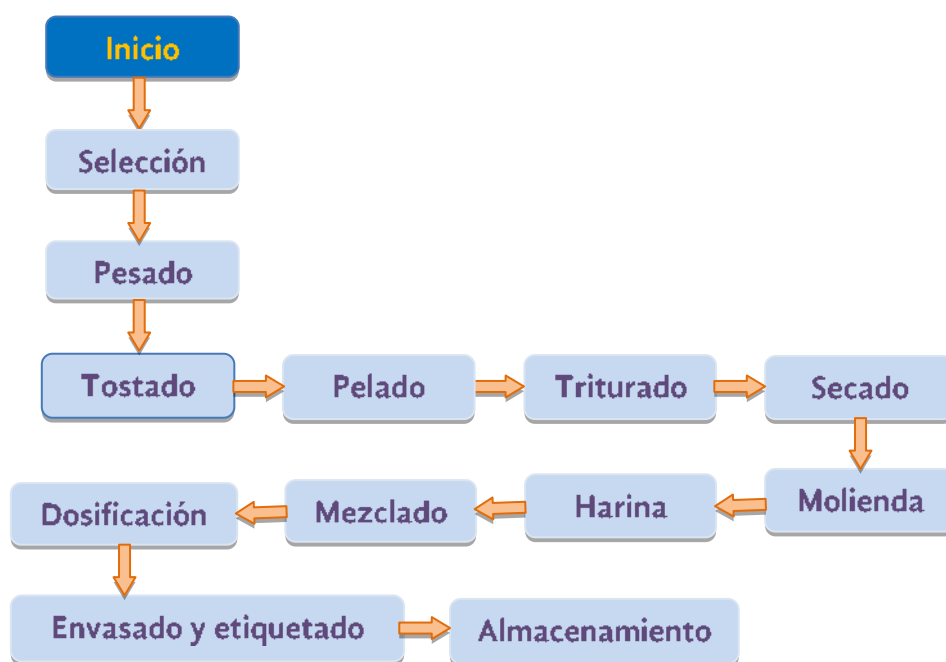 Inicio
Selección
Pesado
Tostado
Pelado
Triturado
Secado
Molienda
Harina
Mezclado
Dosificación
Envasado y etiquetado
Almacenamiento